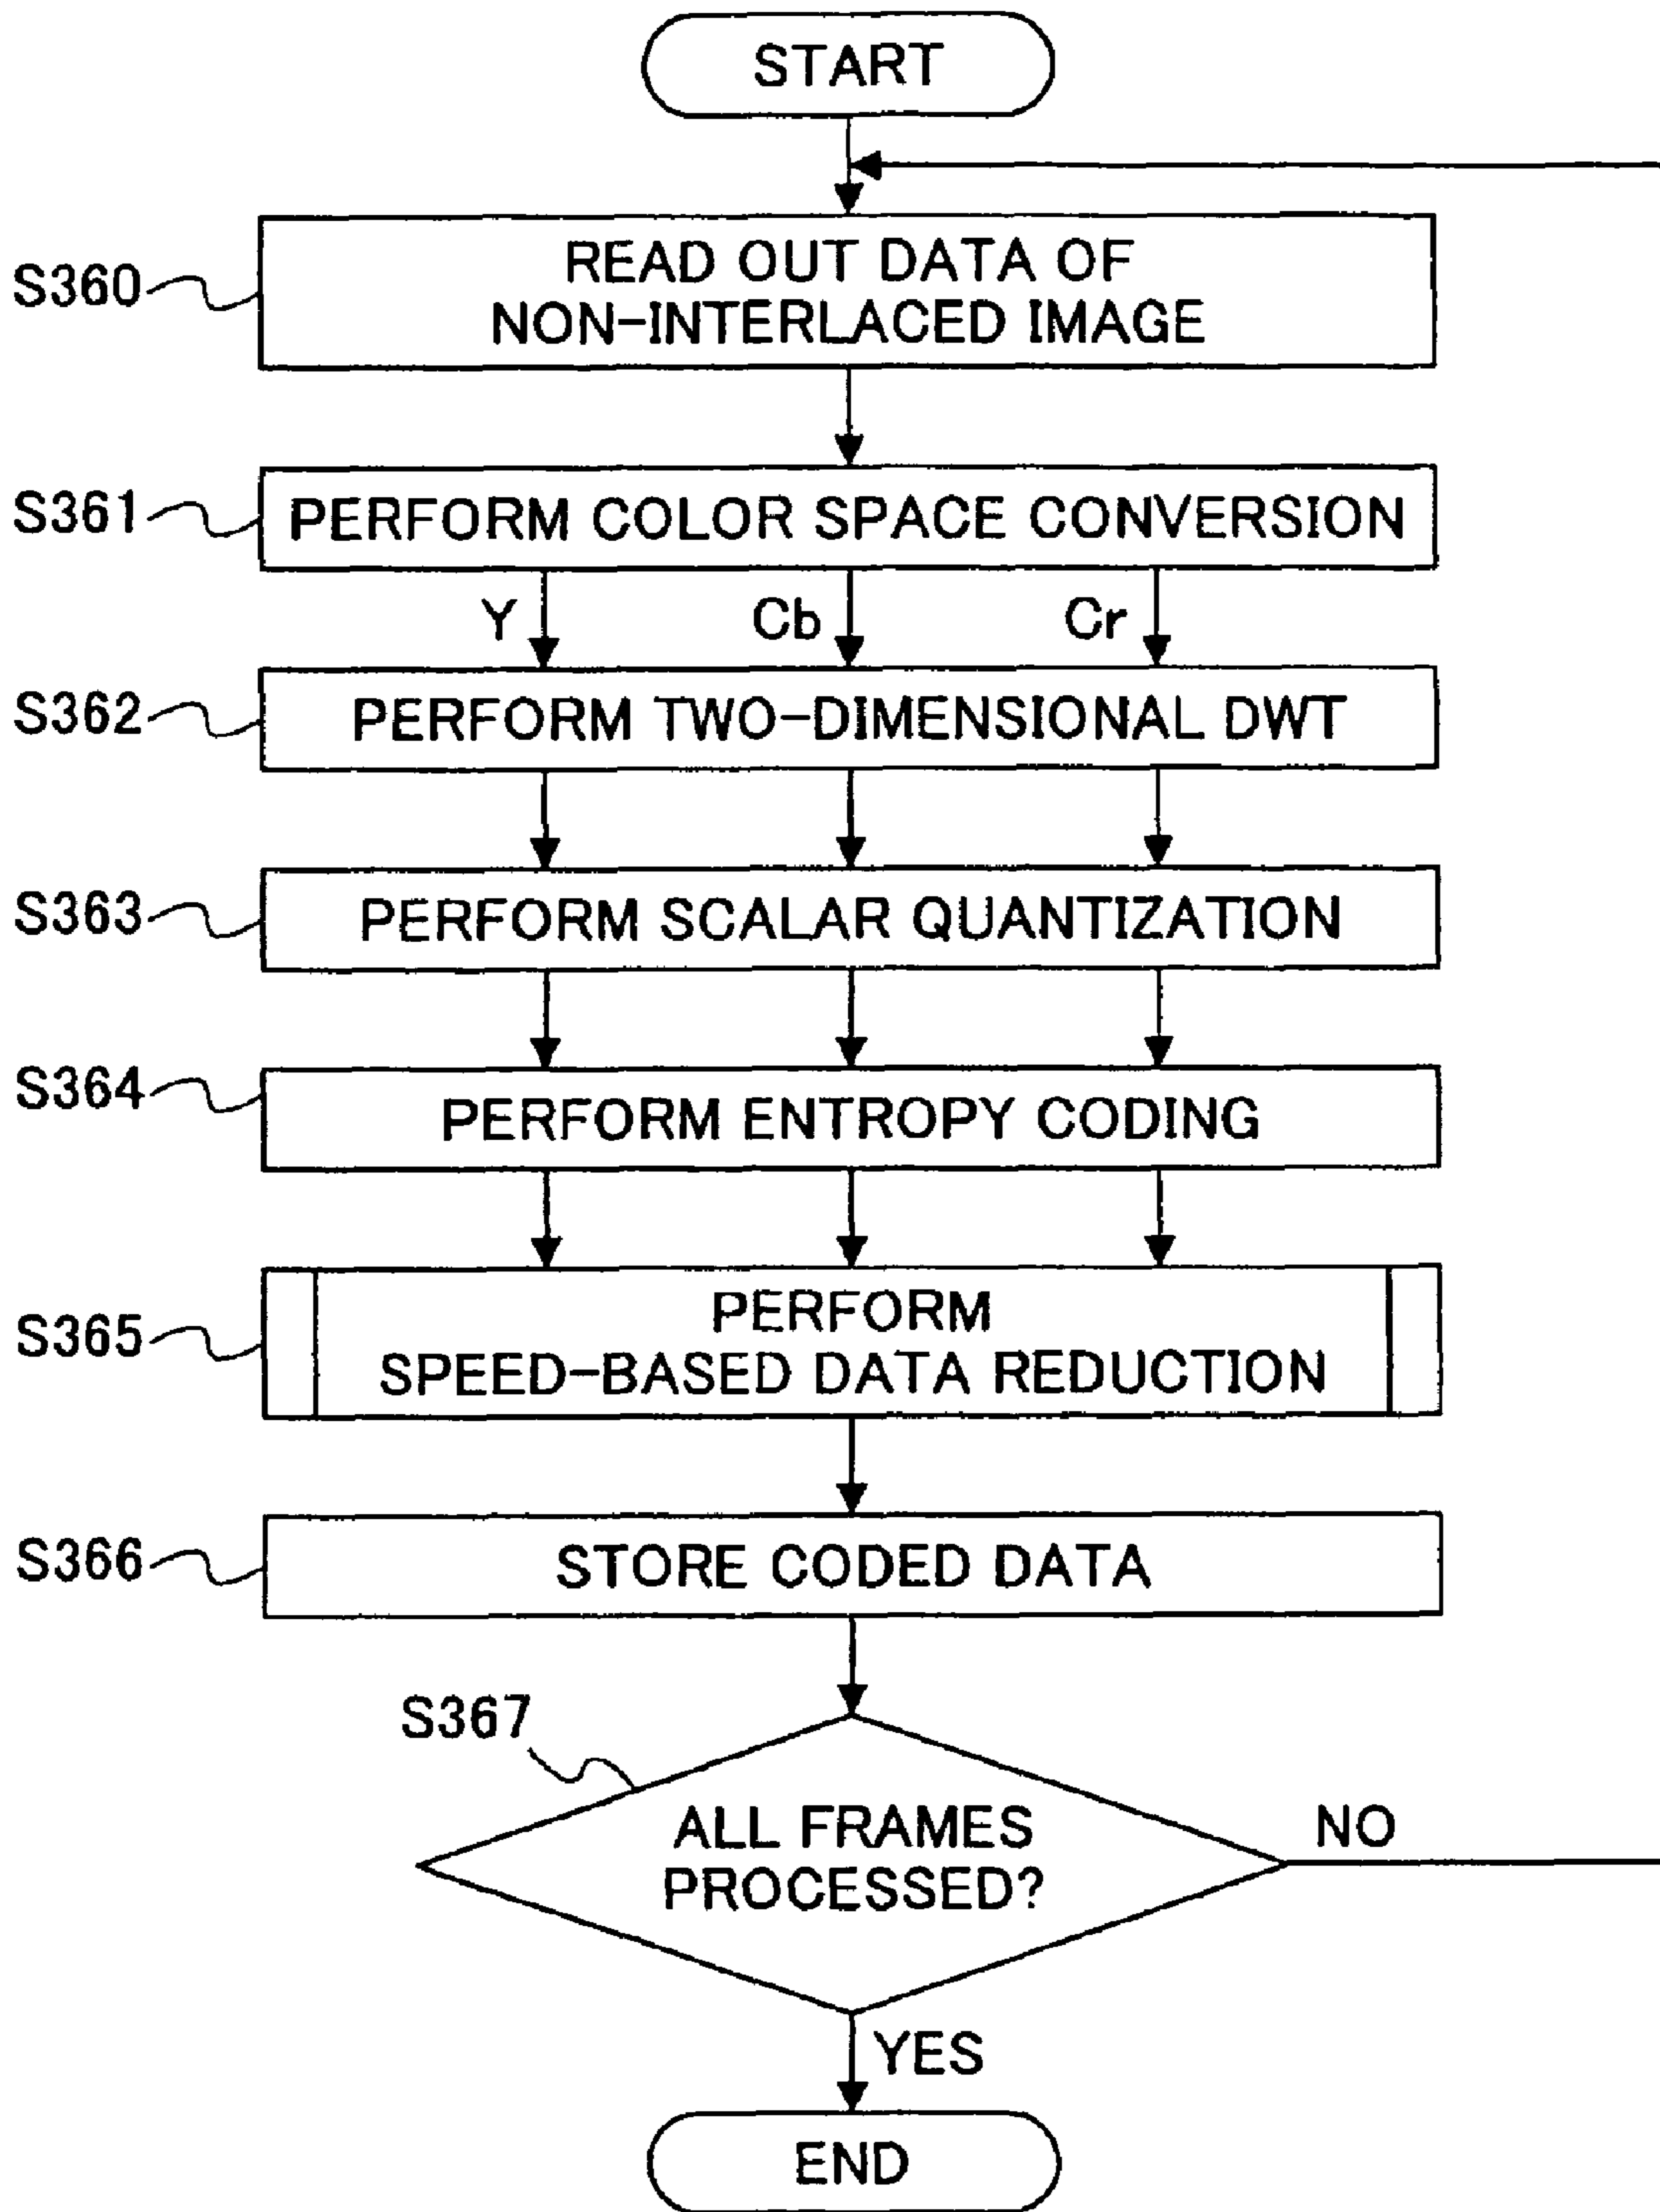 START
S360
READ OUT DATA OF
NON-INTERLACED IMAGE
S361
PERFORM COLOR SPACE CONVERSION
Y Cb Cr
S362
PERFORM TWO-DIMENSIONAL DWT
S363
PERFORM SCALAR QUANTIZATION
S364
PERFORM ENTROPY CODING
S365
PERFORM
SPEED-BASED DATA REDUCTION
S366
STORE CODED DATA
S367
ALL FRAMES
PROCESSED?
NO
YES
END